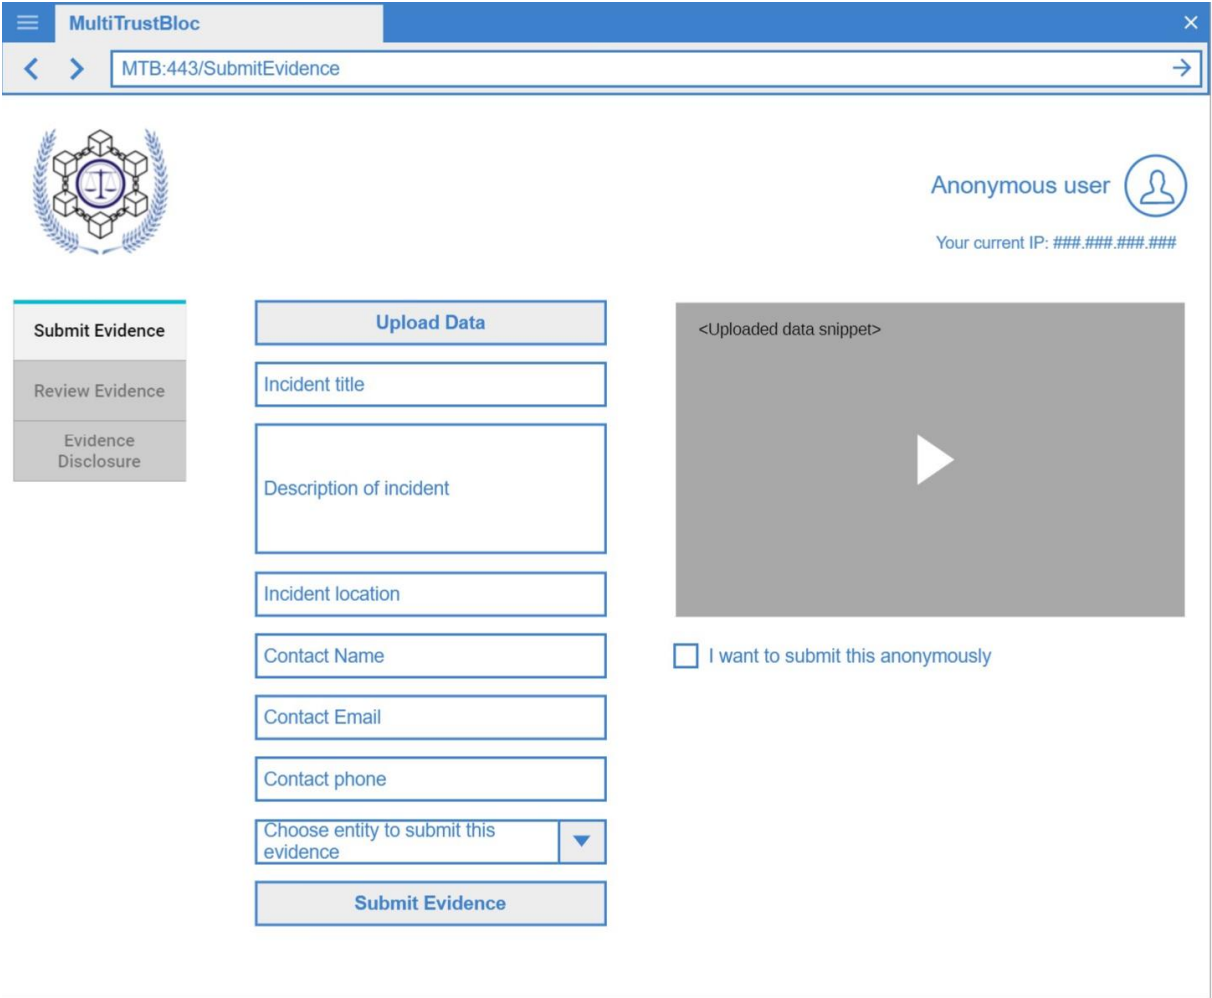 MultiTrustBloc
MTB:443/SubmitEvidence
Anonymous user
Your current IP: ###.###.###.###
Submit Evidence
Review Evidence
Evidence
Disclosure
Upload Data
Incident title
Description of incident
Incident location
Contact Name
Contact Email
Contact phone
Choose entity to submit this
evidence
Submit Evidence
<Uploaded data snippet>
I want to submit this anonymously